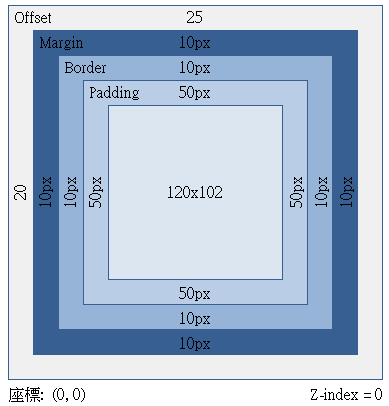 Offset 25
Margin 10px
Border 10px
Padding 50px
20 10px 10px 50px 120x102 50px 10px 10px
50px
10px
10px
座標: (0,0) Z-index = 0